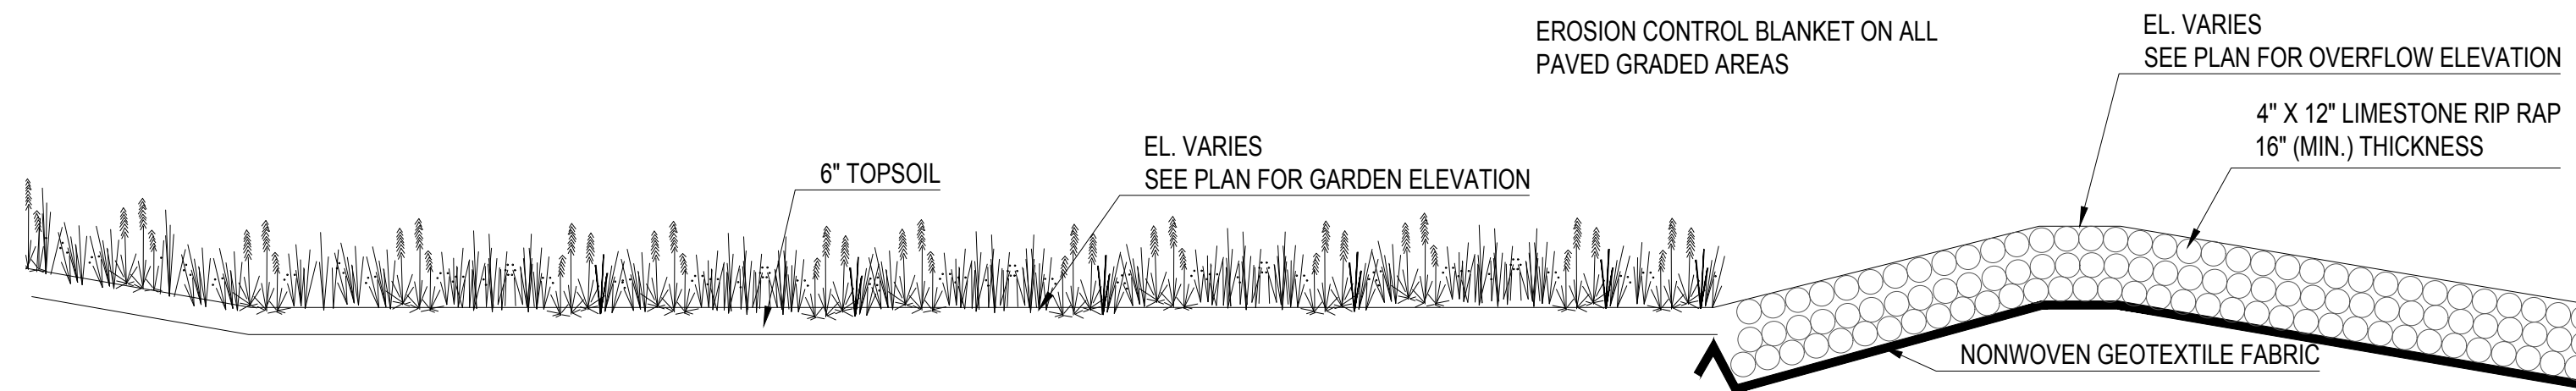 EROSION CONTROL BLANKET ON ALL
PAVED GRADED AREAS
EL. VARIES
SEE PLAN FOR OVERFLOW ELEVATION
4" X 12" LIMESTONE RIP RAP
16" (MIN.) THICKNESS
EL. VARIES
SEE PLAN FOR GARDEN ELEVATION
6" TOPSOIL
NONWOVEN GEOTEXTILE FABRIC